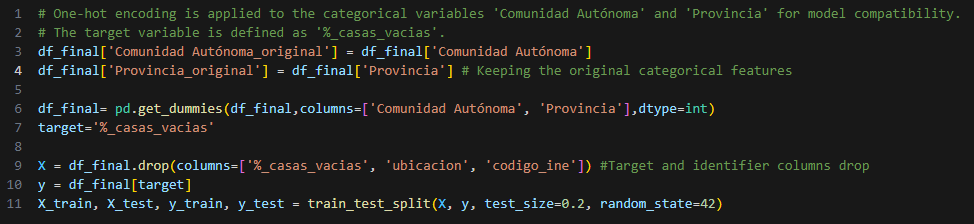 1 # One-hot encoding is applied to the categorical variables 'Comunidad Autónoma' and 'Provincia' for model compatibility.
2 # The target variable is defined as '%_casas_vacias'.
3 df_final['Comunidad Autónoma_original'] = df_final['Comunidad Autónoma']
4 df_final['Provincia_original'] = df_final['Provincia'] # Keeping the original categorical features
5
6 df_final= pd.get_dummies(df_final,columns=['Comunidad Autónoma', 'Provincia'],dtype=int)
7 target='%_casas_vacias'
8
9 X = df_final.drop(columns=['%_casas_vacias', 'ubicacion', 'codigo_ine']) #Target and identifier columns drop
10 y = df_final[target]
11 X_train, X_test, y_train, y_test = train_test_split(X, y, test_size=0.2, random_state=42)